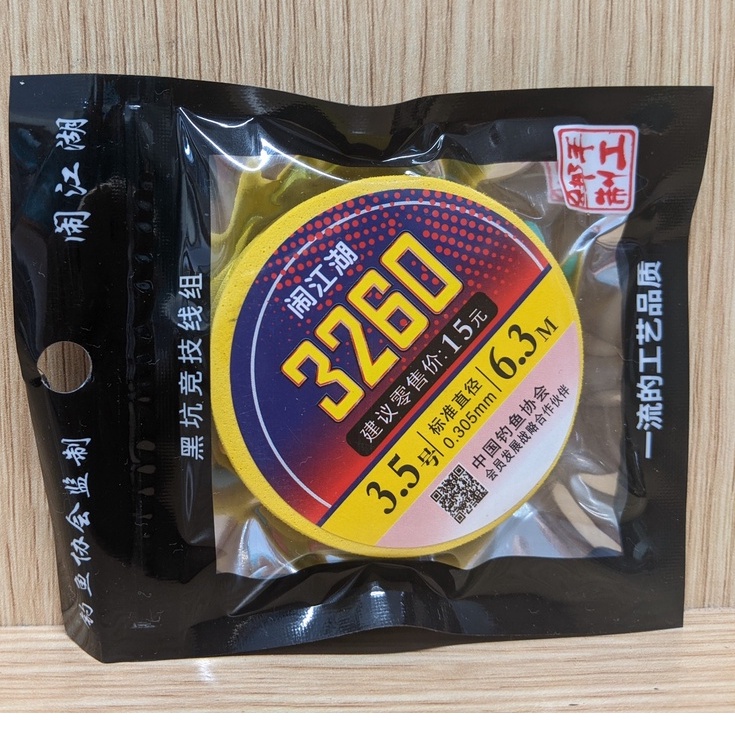 闹江湖
钓鱼协会监制
黑坑竞技线组
闹江湖
3260
建议零售价:15元
3.5号
标准直径
0.305mm
6.3M
中国钓鱼协会
会员发展战略合作伙伴
一流的工艺品质